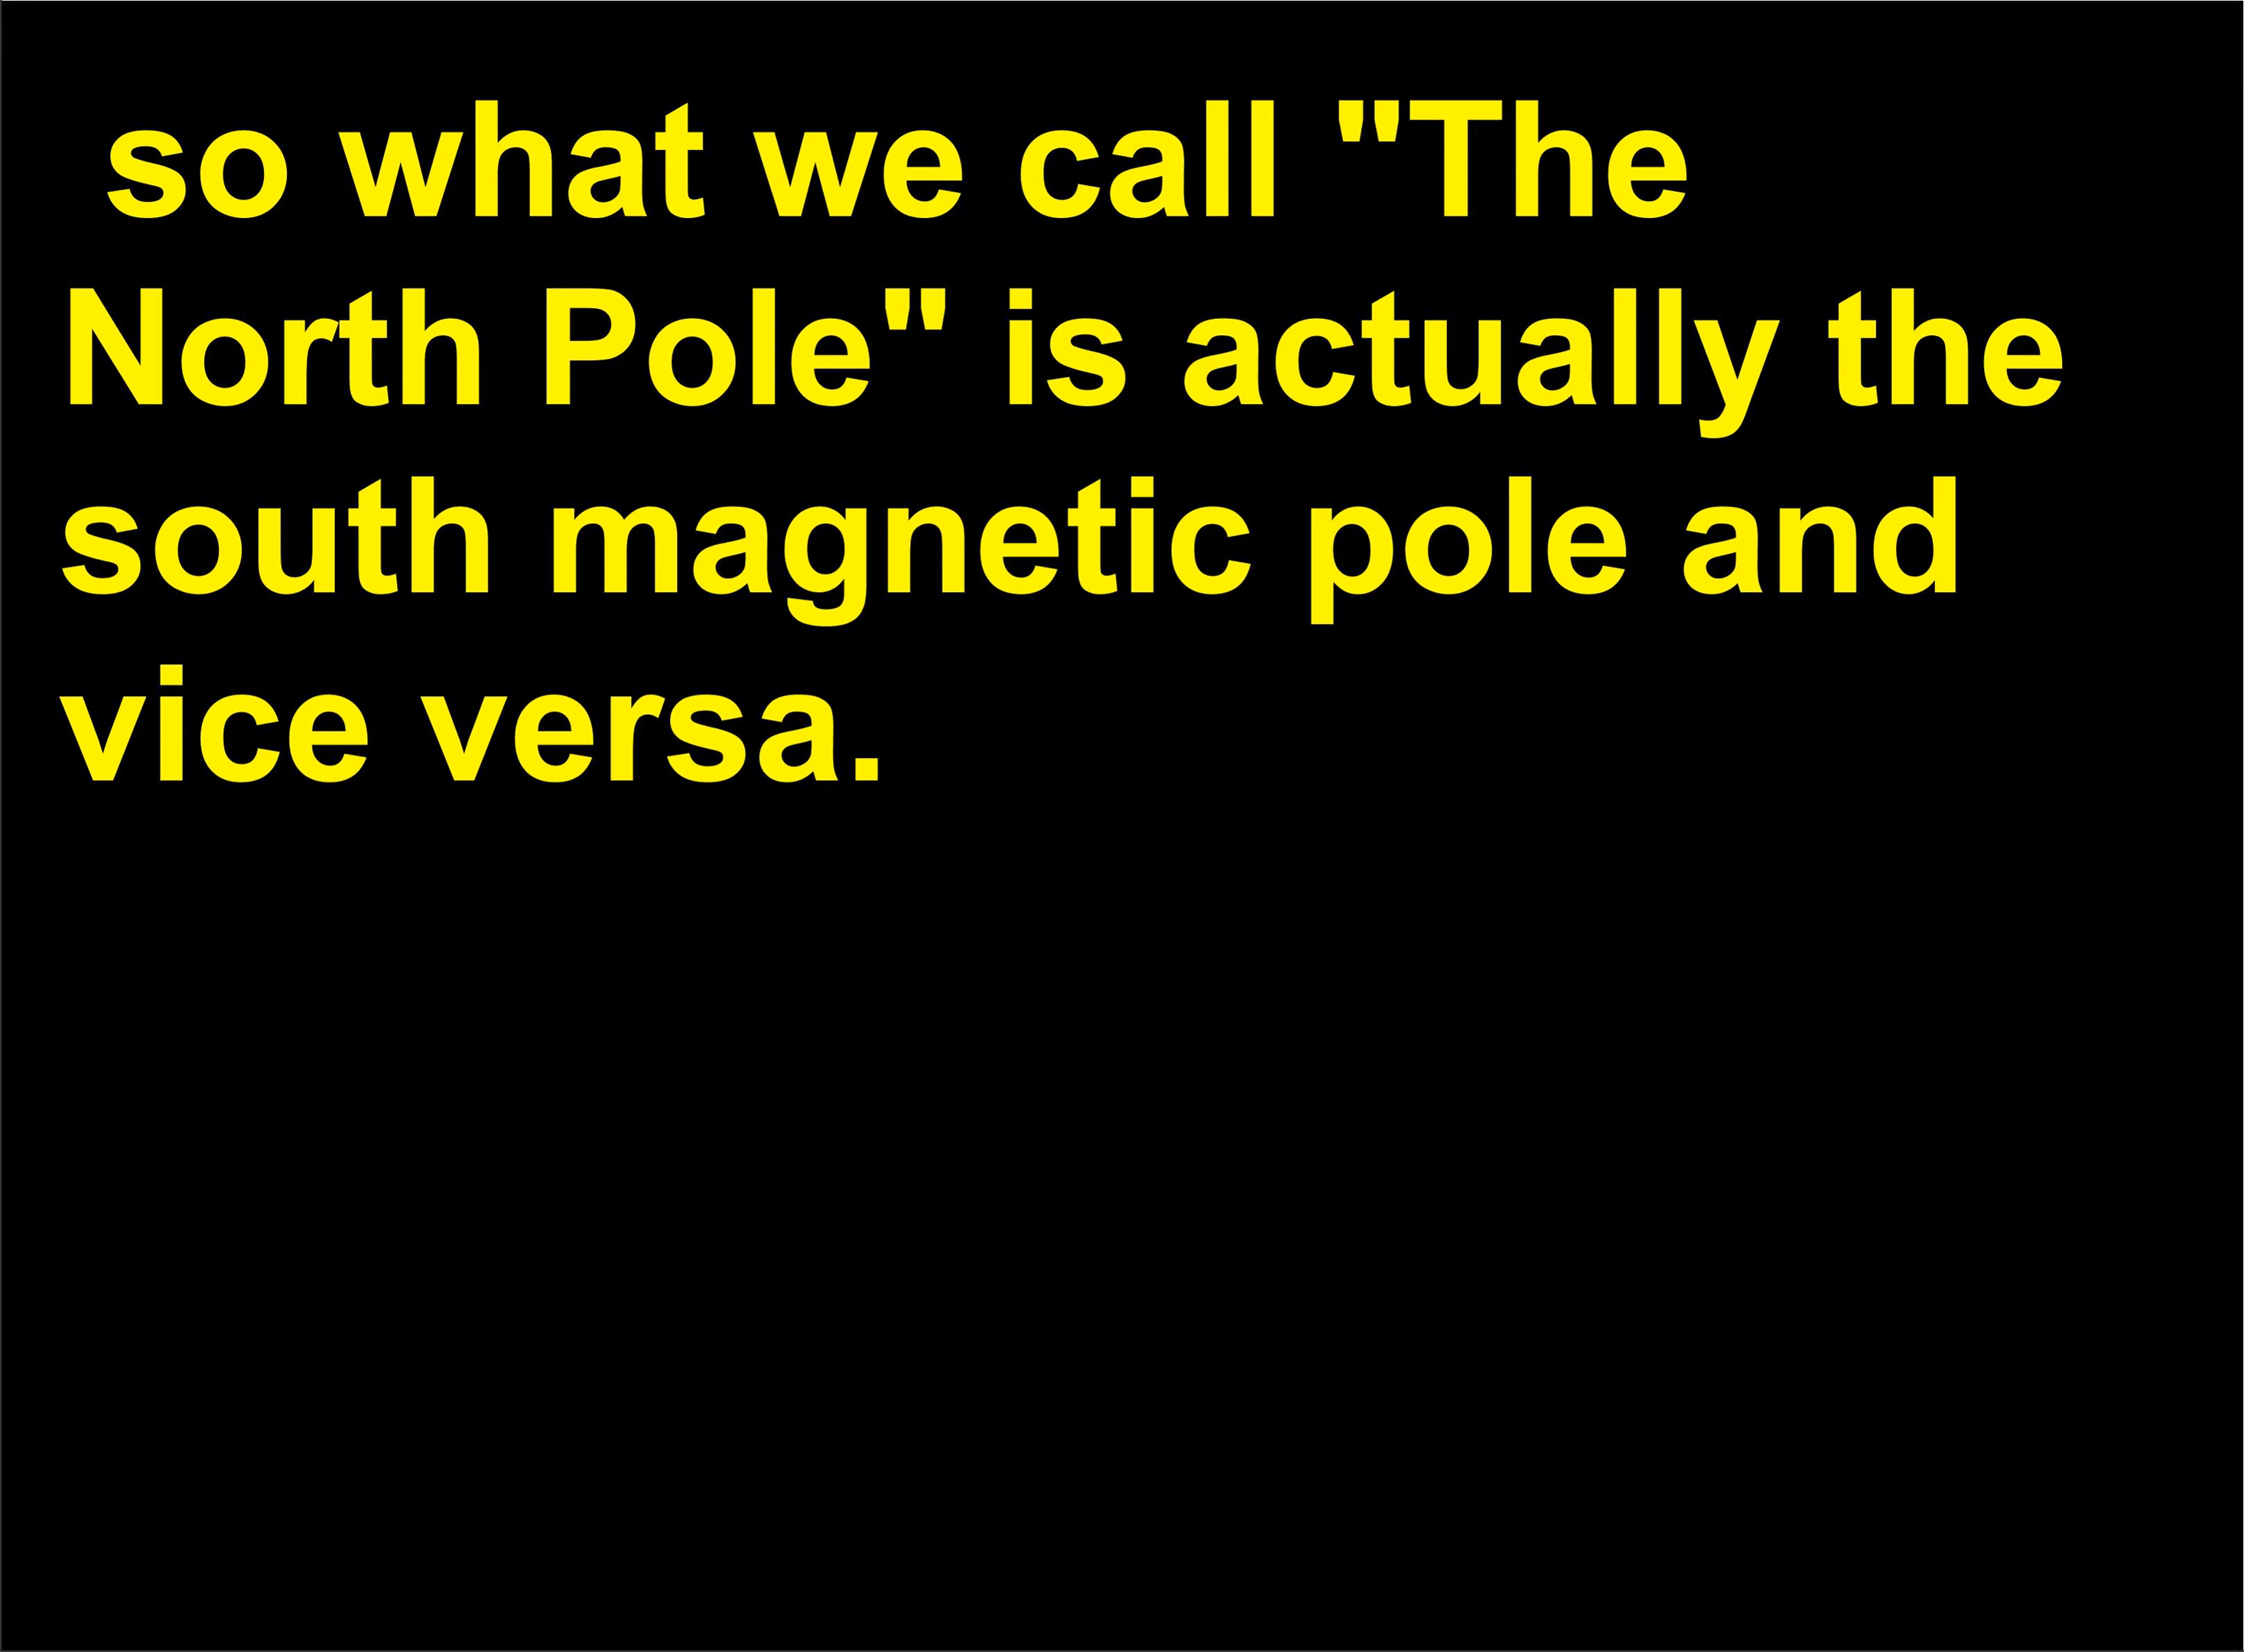 so what we call "The
North Pole" is actually the
south magnetic pole and
vice versa.